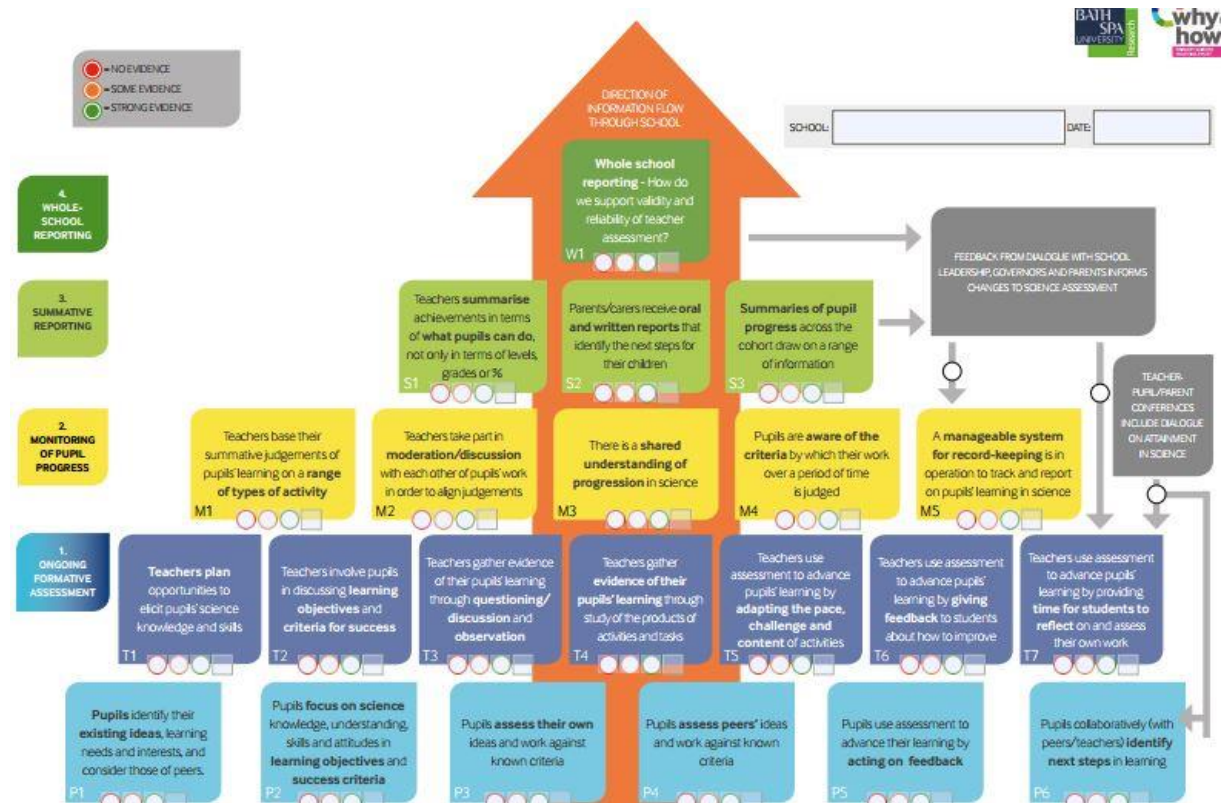 BATH
SPA
UNIVERSITY
Research
why
how
= NO EVIDENCE
= SOME EVIDENCE
= STRONG EVIDENCE
DIRECTION OF
INFORMATION FLOW
THROUGH SCHOOL
SCHOOL:
DATE:
4.
WHOLE-
SCHOOL
REPORTING
Whole school
reporting - How do
we support validity and
reliability of teacher
assessment?
W1
FEEDBACK FROM DIALOGUE WITH SCHOOL
LEADERSHIP, GOVERNORS AND PARENTS INFORMS
CHANGES TO SCIENCE ASSESSMENT
3.
SUMMATIVE
REPORTING
Teachers summarise
achievements in terms
of what pupils can do,
not only in terms of levels,
grades or %
S1
Parents/carers receive oral
and written reports that
identify the next steps for
their children
S2
Summaries of pupil
progress across the
cohort draw on a range
of information
S3
TEACHER-
PUPIL/PARENT
CONFERENCES
INCLUDE DIALOGUE
ON ATTAINMENT
IN SCIENCE
2.
MONITORING
OF PUPIL
PROGRESS
Teachers base their
summative judgements of
pupils' learning on a range
of types of activity
M1
Teachers take part in
moderation/discussion
with each other of pupils' work
in order to align judgements
M2
There is a shared
understanding of
progression in science
M3
Pupils are aware of the
criteria by which their work
over a period of time
is judged
M4
A manageable system
for record-keeping is in
operation to track and report
on pupils' learning in science
M5
1.
ONGOING
FORMATIVE
ASSESSMENT
Teachers plan
opportunities to
elicit pupils' science
knowledge and skills
T1
Teachers involve pupils
in discussing learning
objectives and
criteria for success
T2
Teachers gather evidence
of their pupils' learning
through questioning/
discussion and
observation
T3
Teachers gather
evidence of their
pupils' learning through
study of the products of
activities and tasks
T4
Teachers use
assessment to advance
pupils' learning by
adapting the pace,
challenge and
content of activities
T5
Teachers use assessment
to advance pupils'
learning by giving
feedback to students
about how to improve
T6
Teachers use assessment
to advance pupils'
learning by providing
time for students to
reflect on and assess
their own work
T7
Pupils identify their
existing ideas, learning
needs and interests, and
consider those of peers.
P1
Pupils focus on science
knowledge, understanding,
skills and attitudes in
learning objectives and
success criteria
P2
Pupils assess their own
ideas and work against
known criteria
P3
Pupils assess peers' ideas
and work against known
criteria
P4
Pupils use assessment to
advance their learning by
acting on feedback
P5
Pupils collaboratively (with
peers/teachers) identify
next steps in learning
P6